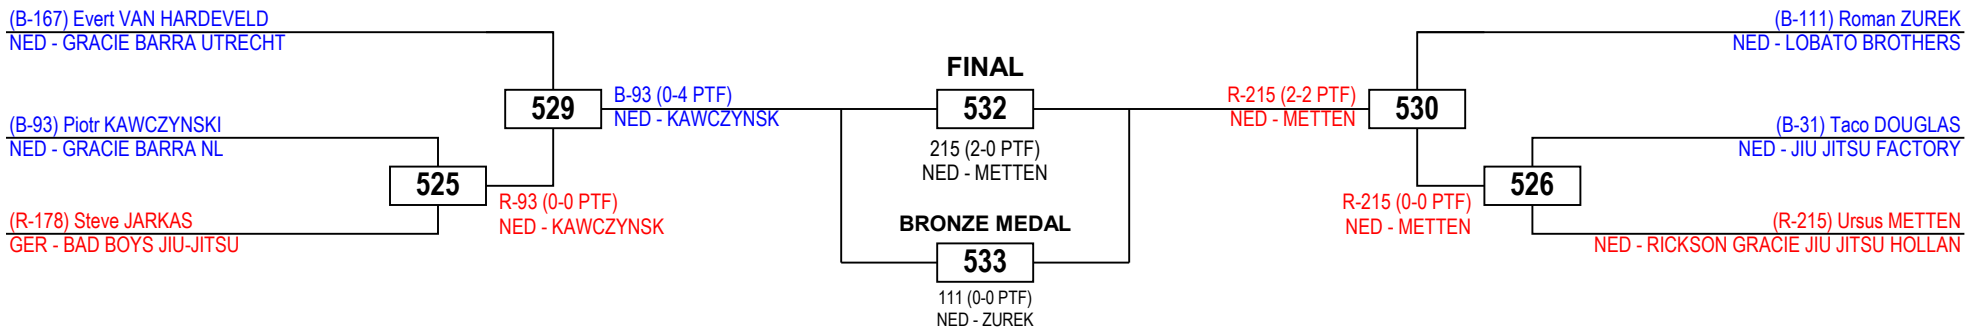 (B-167) Evert VAN HARDEVELD
NED - GRACIE BARRA UTRECHT
(B-93) Piotr KAWCZYNSKI
NED - GRACIE BARRA NL
(R-178) Steve JARKAS
GER - BAD BOYS JIU-JITSU
525
R-93 (0-0 PTF)
NED - KAWCZYNSK
529
B-93 (0-4 PTF)
NED - KAWCZYNSK
FINAL
532
215 (2-0 PTF)
NED - METTEN
BRONZE MEDAL
533
111 (0-0 PTF)
NED - ZUREK
R-215 (2-2 PTF)
NED - METTEN
530
R-215 (0-0 PTF)
NED - METTEN
526
(B-111) Roman ZUREK
NED - LOBATO BROTHERS
(B-31) Taco DOUGLAS
NED - JIU JITSU FACTORY
(R-215) Ursus METTEN
NED - RICKSON GRACIE JIU JITSU HOLLAN